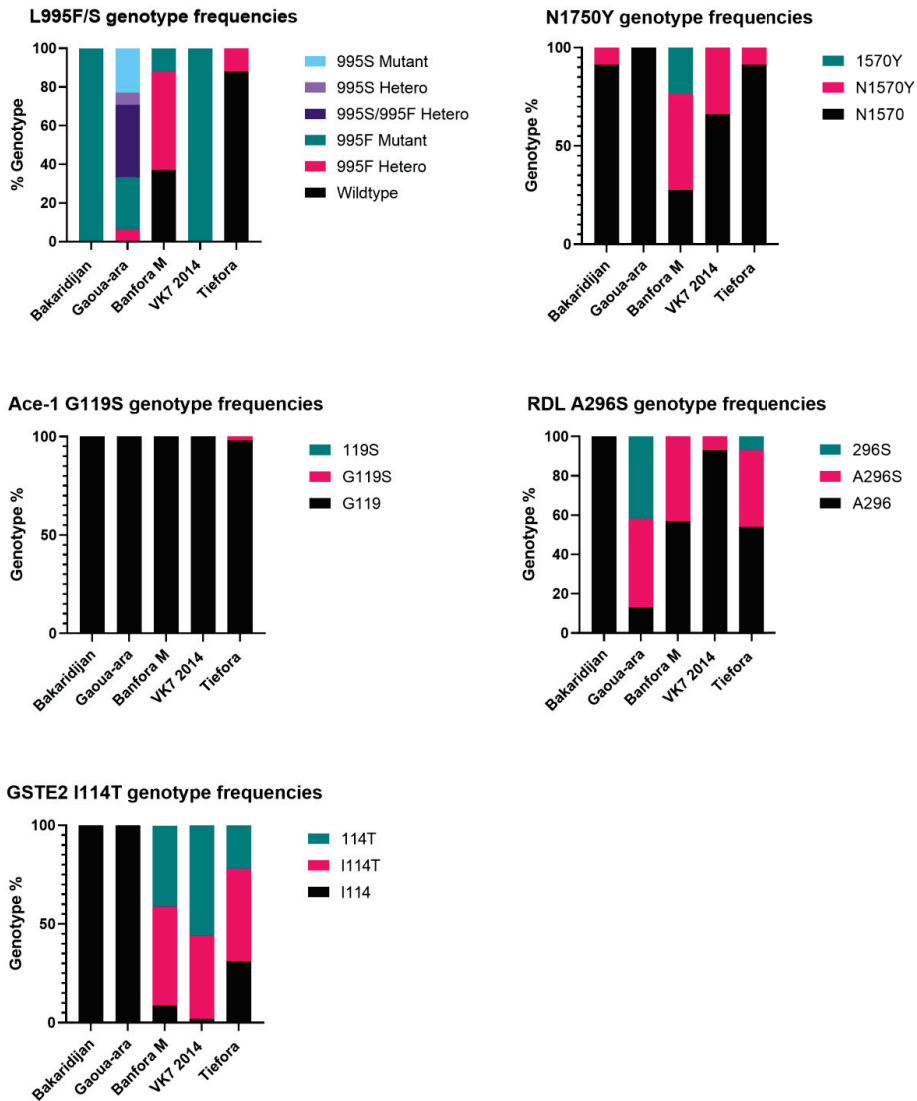 L995F/S genotype frequencies
% Genotype
100
80
60
40
20
0
Bakaridijan
Gaoua-ara
Banfora M
VK7 2014
Tiefora
995S Mutant
995S Hetero
995S/995F Hetero
995F Mutant
995F Hetero
Wildtype
N1750Y genotype frequencies
Genotype %
100
50
0
Bakaridijan
Gaoua-ara
Banfora M
VK7 2014
Tiefora
1570Y
N1570Y
N1570
Ace-1 G119S genotype frequencies
Genotype %
100
50
0
Bakaridijan
Gaoua-ara
Banfora M
VK7 2014
Tiefora
119S
G119S
G119
RDL A296S genotype frequencies
Genotype %
100
80
60
40
20
0
Bakaridijan
Gaoua-ara
Banfora M
VK7 2014
Tiefora
296S
A296S
A296
GSTE2 I114T genotype frequencies
Genotype %
100
50
0
Bakaridijan
Gaoua-ara
Banfora M
VK7 2014
Tiefora
114T
I114T
I114